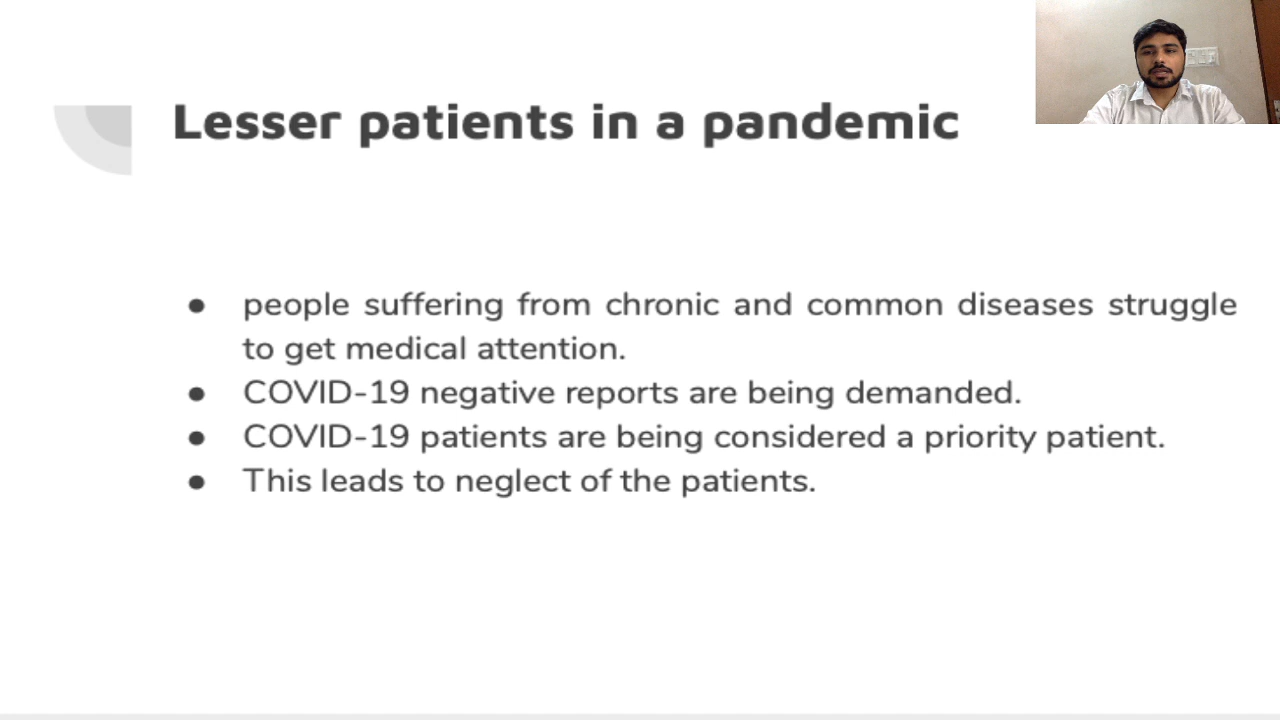 Lesser patients in a pandemic
● people suffering from chronic and common diseases struggle
to get medical attention.
● COVID-19 negative reports are being demanded.
● COVID-19 patients are being considered a priority patient.
● This leads to neglect of the patients.